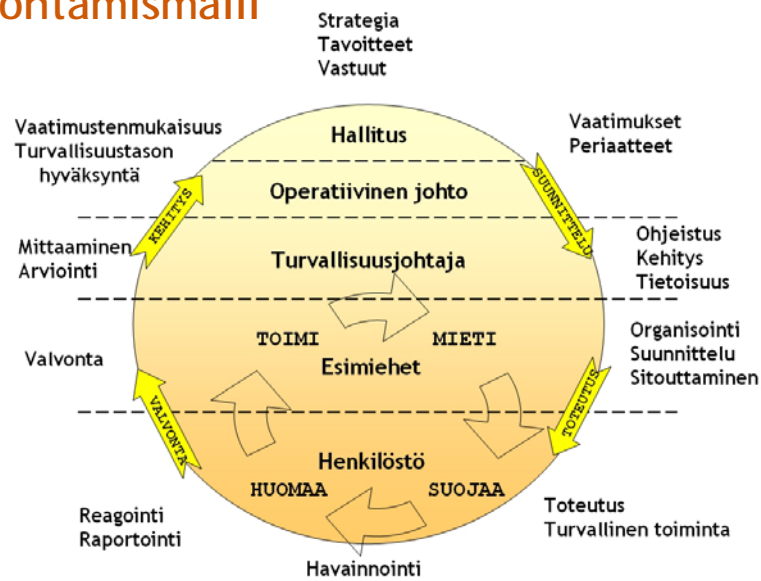 Strategia
Tavoitteet
Vastuut
Vaatimustenmukaisuus
Turvallisuustason
hyväksyntä
Hallitus
Vaatimukset
Periaatteet
Operatiivinen johto
KEHITYS
SUUNNITTELU
Mittaaminen
Arviointi
Turvallisuusjohtaja
Ohjeistus
Kehitys
Tietoisuus
TOIMI
MIETI
Valvonta
Esimiehet
Organisointi
Suunnittelu
Sitouttaminen
VALVONTA
TOTEUTUS
Henkilöstö
HUOMAA
SUOJAA
Reagointi
Raportointi
Toteutus
Turvallinen toiminta
Havainnointi